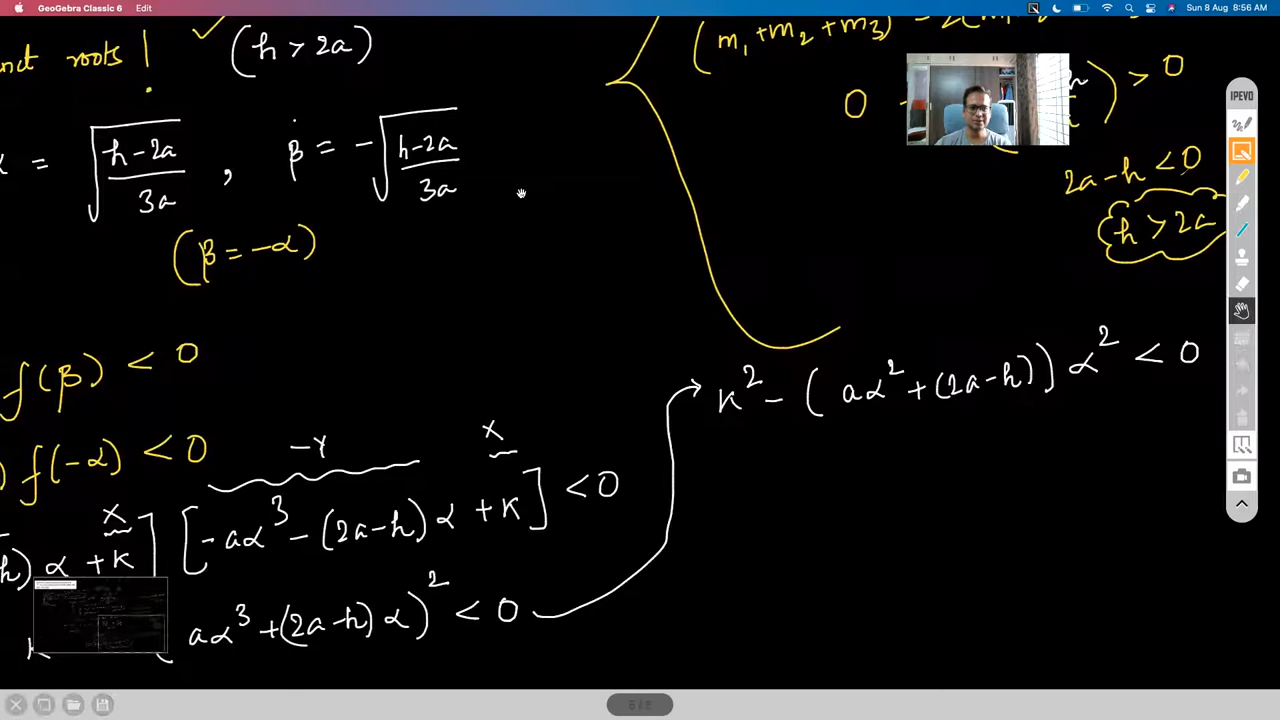 GeoGebra Classic 6 Edit Sun 8 Aug 8:56 AM
IPEVO
roots !
(h > 2a)
= √((h-2a)/(3a)) , β = -√((h-2a)/(3a))
(β = -α)
f(β) < 0
f(-α) < 0
-Y
X
X
α + k] [-aα³ - (2a-h)α + k] < 0
aα³ + (2a-h)α)² < 0
(m₁ + m₂ + m₃)
0
> 0
2a-h < 0
h > 2a
k² - (aα² + (2a-h))α² < 0